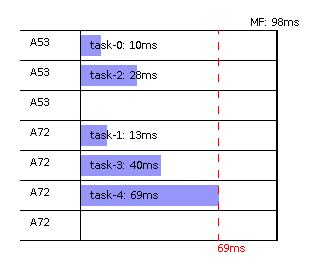 MF: 98ms
A53 task-0: 10ms
A53 task-2: 28ms
A53
A72 task-1: 13ms
A72 task-3: 40ms
A72 task-4: 69ms
A72
69ms